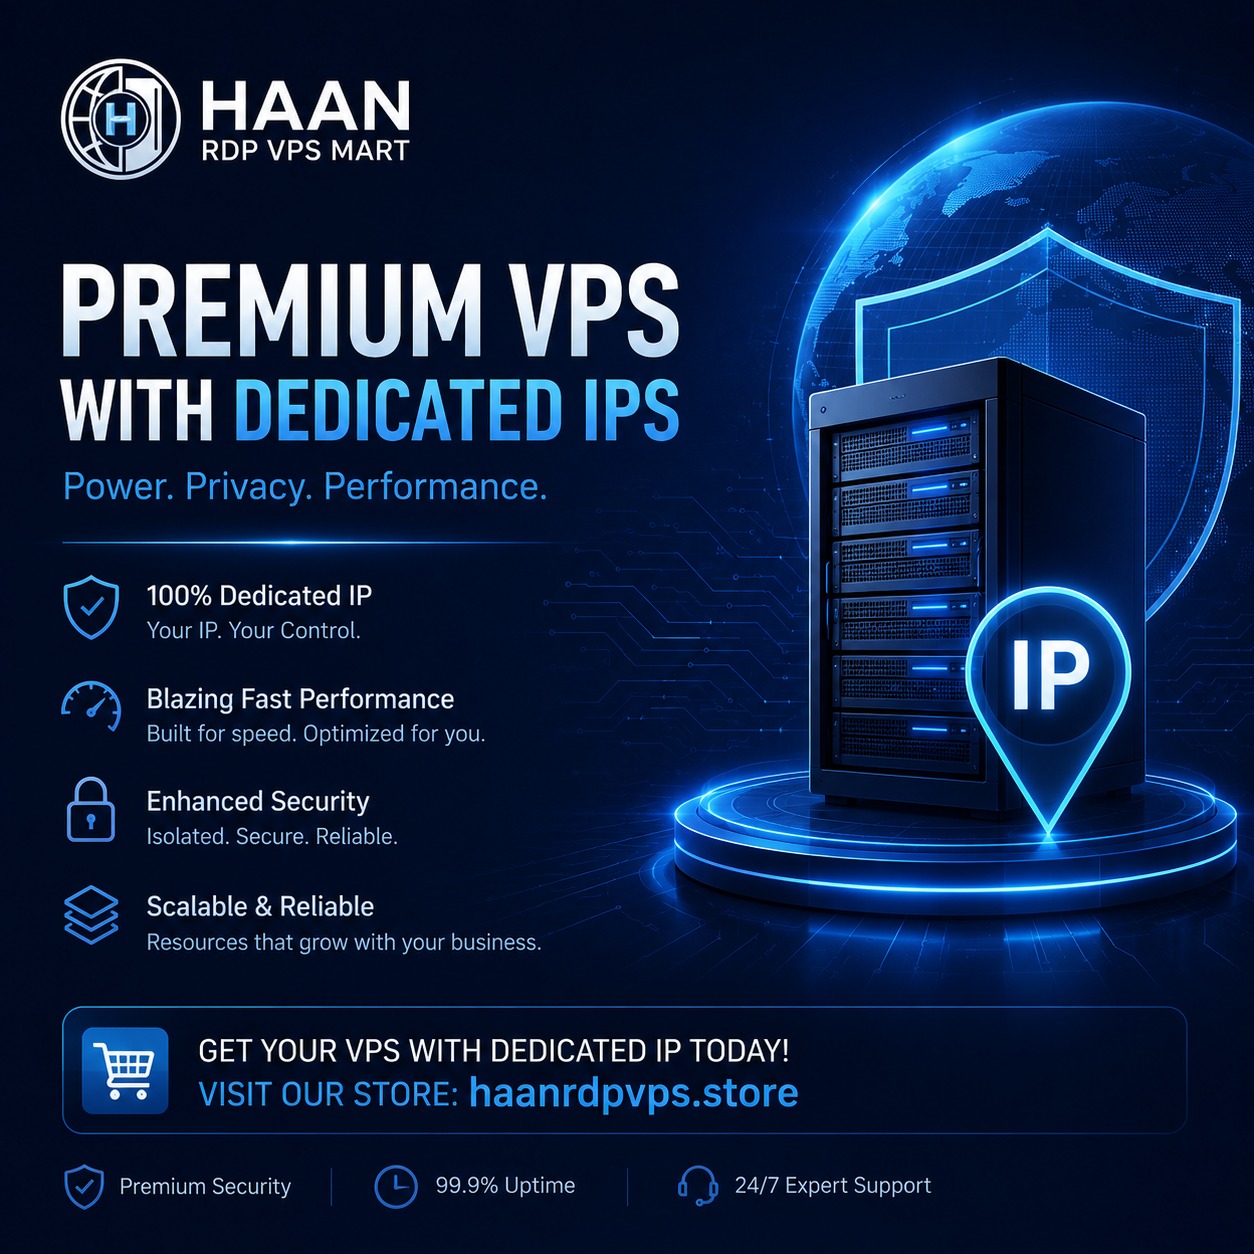 H
HAAN
RDP VPS MART
PREMIUM VPS
WITH DEDICATED IPS
Power. Privacy. Performance.
100% Dedicated IP
Your IP. Your Control.
Blazing Fast Performance
Built for speed. Optimized for you.
Enhanced Security
Isolated. Secure. Reliable.
Scalable & Reliable
Resources that grow with your business.
IP
GET YOUR VPS WITH DEDICATED IP TODAY!
VISIT OUR STORE: haanrdpvps.store
Premium Security
99.9% Uptime
24/7 Expert Support